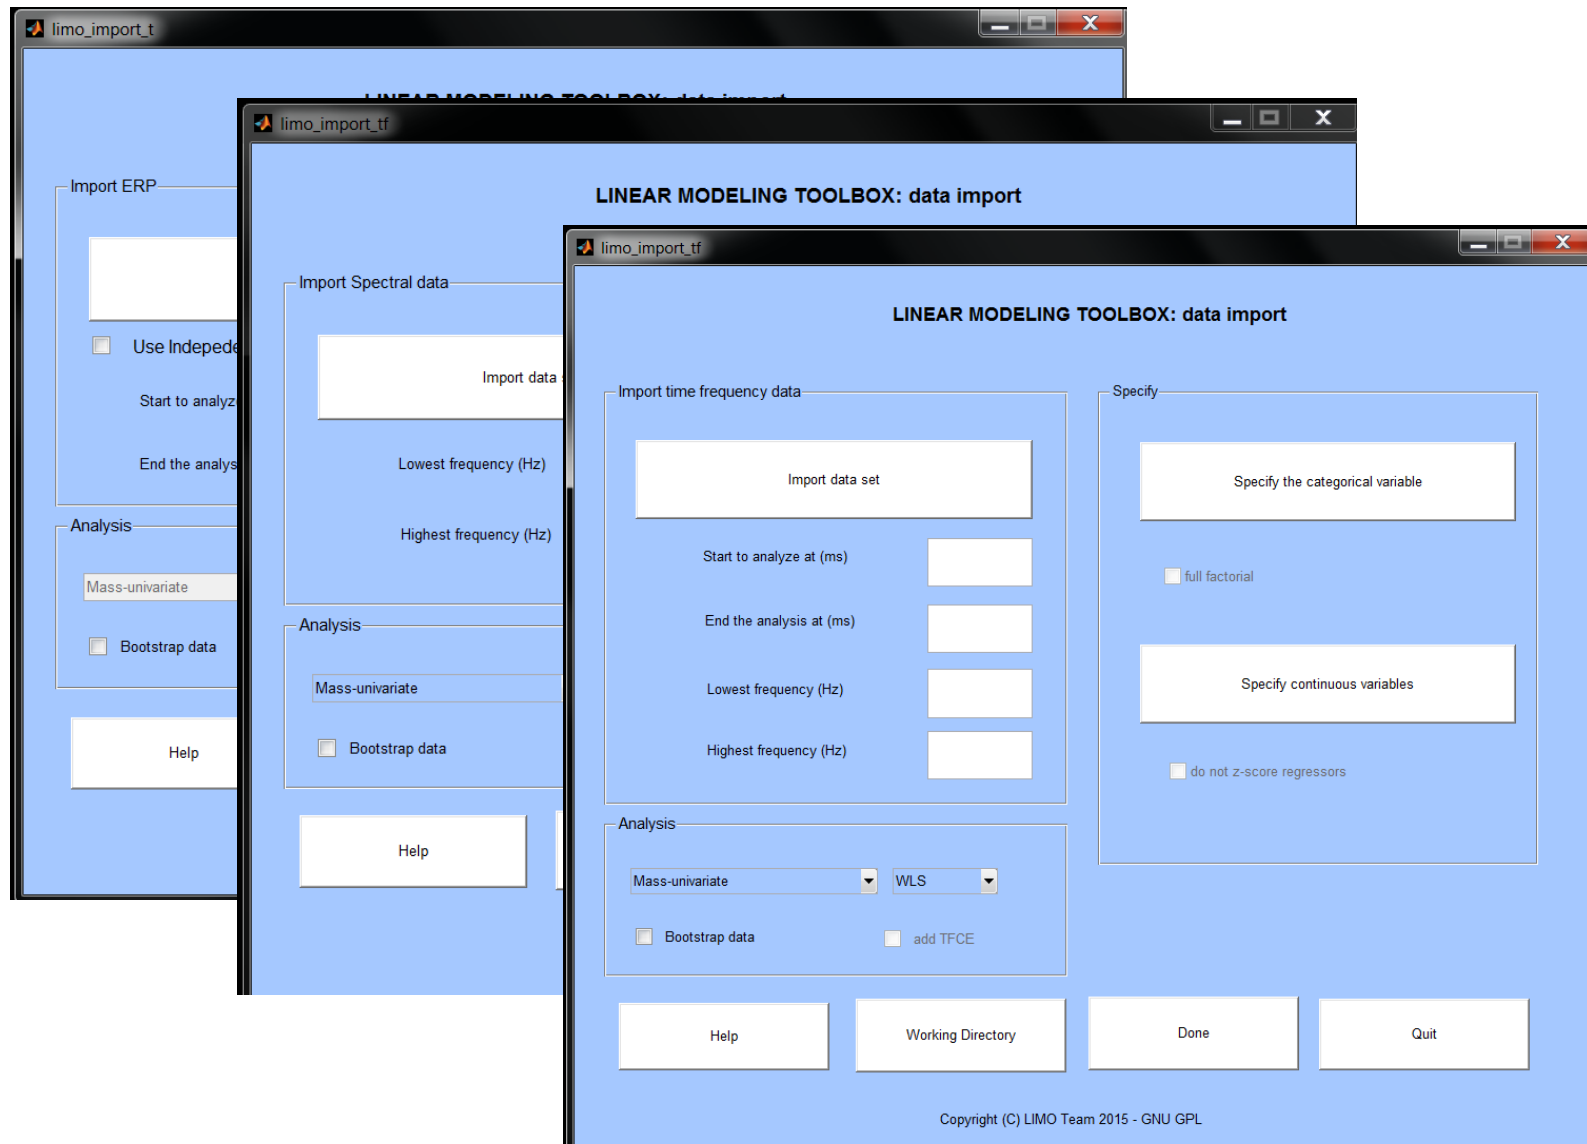 limo_import_t
LINEAR MODELING TOOLBOX: data import
Import ERP
Use Indepede
Start to analyz
End the analys
Analysis
Mass-univariate
Bootstrap data
Help
limo_import_tf
LINEAR MODELING TOOLBOX: data import
Import Spectral data
Import data
Lowest frequency (Hz)
Highest frequency (Hz)
Analysis
Mass-univariate
Bootstrap data
Help
limo_import_tf
LINEAR MODELING TOOLBOX: data import
Import time frequency data
Import data set
Start to analyze at (ms)
End the analysis at (ms)
Lowest frequency (Hz)
Highest frequency (Hz)
Specify
Specify the categorical variable
full factorial
Specify continuous variables
do not z-score regressors
Analysis
Mass-univariate WLS
Bootstrap data add TFCE
Help Working Directory Done Quit
Copyright (C) LIMO Team 2015 - GNU GPL